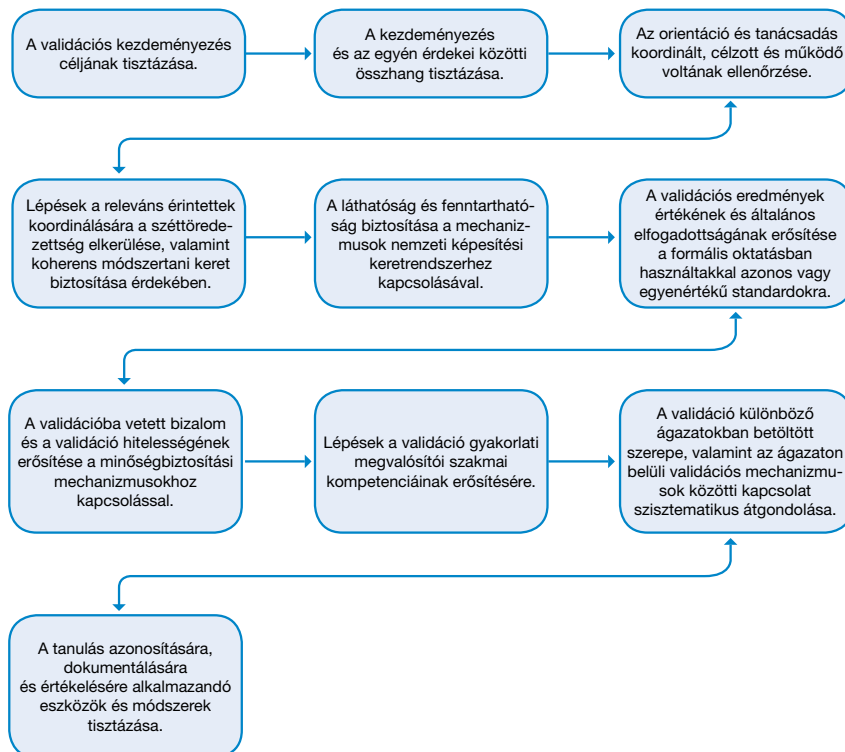 A validációs kezdeményezés
céljának tisztázása.
A kezdeményezés
és az egyén érdekei közötti
összhang tisztázása.
Az orientáció és tanácsadás
koordinált, célzott és működő
voltának ellenőrzése.
Lépések a releváns érintettek
koordinálására a széttörede-
zettség elkerülése, valamint
koherens módszertani keret
biztosítása érdekében.
A láthatóság és fenntartható-
ság biztosítása a mechaniz-
musok nemzeti képesítési
keretrendszerhez
kapcsolásával.
A validációs eredmények
értékének és általános
elfogadottságának erősítése
a formális oktatásban
használtakkal azonos vagy
egyenértékű standardokra.
A validációba vetett bizalom
és a validáció hitelességének
erősítése a minőségbiztosítási
mechanizmusokhoz
kapcsolással.
Lépések a validáció gyakorlati
megvalósítói szakmai
kompetenciáinak erősítésére.
A validáció különböző
ágazatokban betöltött
szerepe, valamint az ágazaton
belüli validációs mechanizmu-
sok közötti kapcsolat
szisztematikus átgondolása.
A tanulás azonosítására,
dokumentálására
és értékelésére alkalmazandó
eszközök és módszerek
tisztázása.